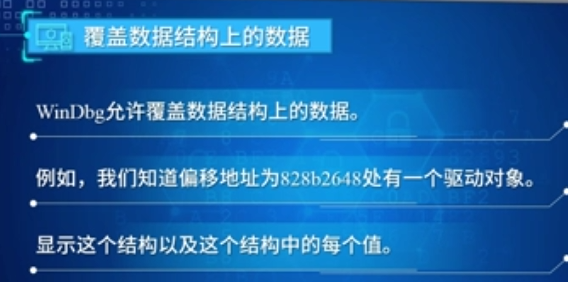 覆盖数据结构上的数据
WinDbg允许覆盖数据结构上的数据。
例如，我们知道偏移地址为828b2648处有一个驱动对象。
显示这个结构以及这个结构中的每个值。